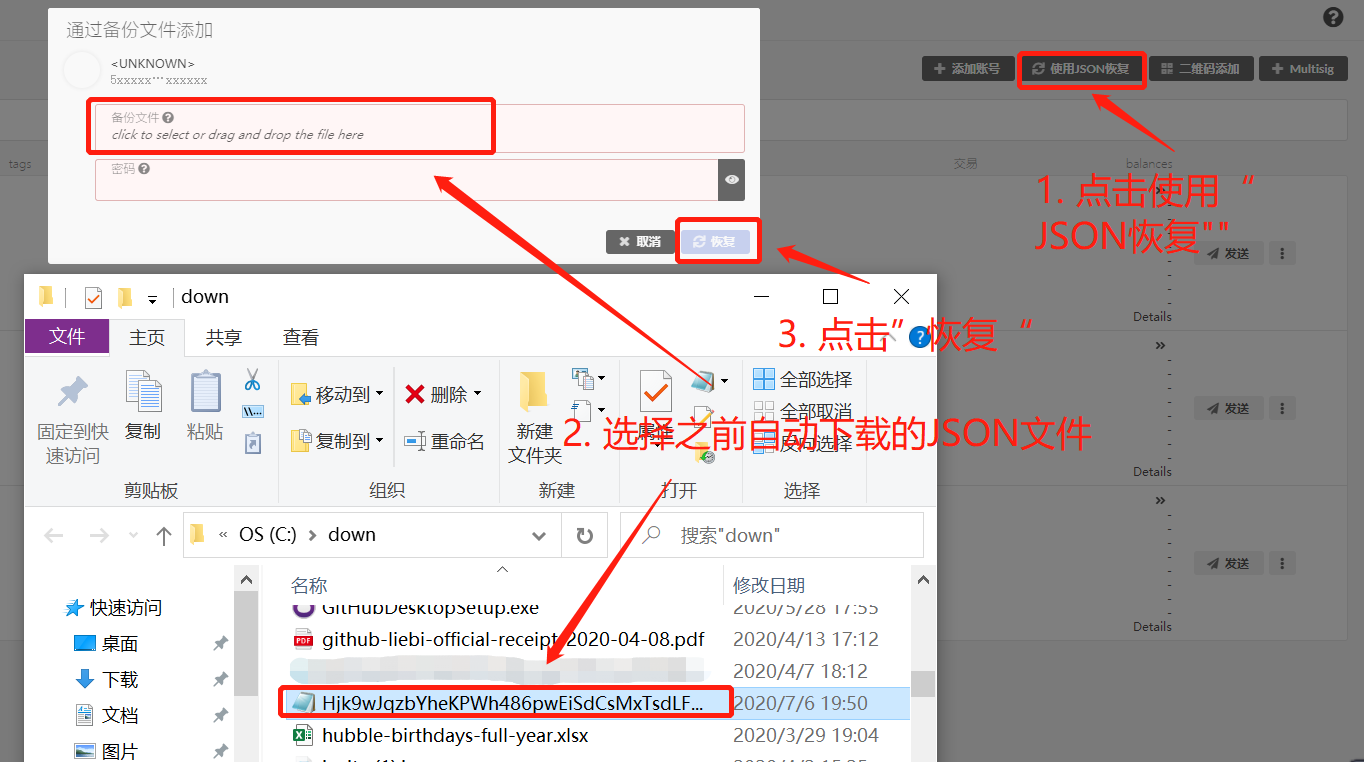 通过备份文件添加
<UNKNOWN>
5xxxxx···xxxxxx
备份文件
click to select or drag and drop the file here
密码
取消
恢复
添加账号
使用JSON恢复
二维码添加
Multisig
tags
交易
balances
1. 点击使用“
JSON恢复""
发送
Details
3. 点击”恢复“
发送
Details
发送
Details
down
文件
主页
共享
查看
固定到快
速访问
复制
粘贴
剪贴板
移动到
复制到
删除
重命名
组织
新建
文件夹
新建
属性
打开
全部选择
全部取消
反向选择
选择
2. 选择之前自动下载的JSON文件
« OS (C:) > down
搜索"down"
快速访问
桌面
下载
文档
图片
名称
修改日期
GitHubDesktopSetup.exe
2020/5/28 17:55
github-liebi-official-receipt-2020-04-08.pdf
2020/4/13 17:12
2020/4/7 18:12
Hjk9wJqzbYheKPWh486pwEiSdCsMxTsdLF...
2020/7/6 19:50
hubble-birthdays-full-year.xlsx
2020/3/29 19:04